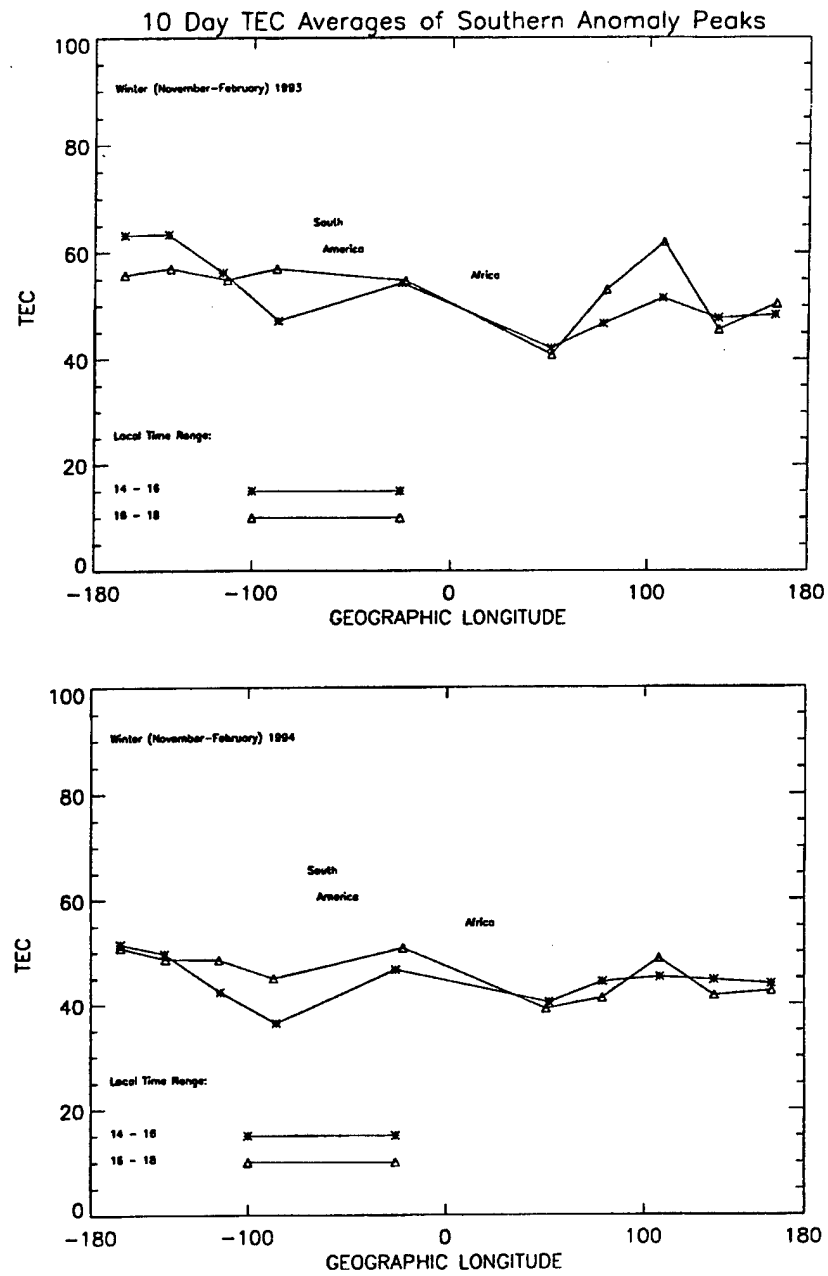 10 Day TEC Averages of Southern Anomaly Peaks
100
Winter (November-February) 1993
80
South
America
60
Africa
TEC
40
Local Time Range:
20
14 - 16
16 - 18
0
-180
-100
0
100
180
GEOGRAPHIC LONGITUDE
100
Winter (November-February) 1994
80
South
America
60
Africa
TEC
40
Local Time Range:
20
14 - 16
16 - 18
0
-180
-100
0
100
180
GEOGRAPHIC LONGITUDE